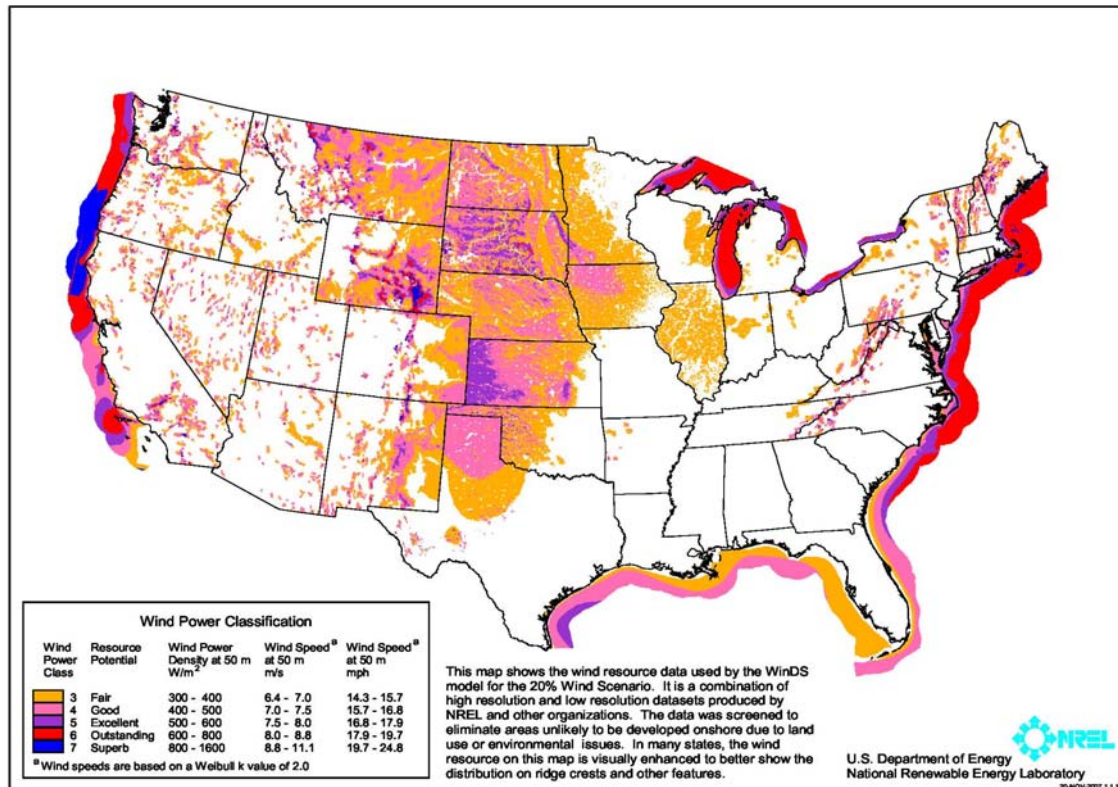 Wind Power Classification
Wind Power Class Resource Potential Wind Power Density at 50 m W/m² Wind Speed a at 50 m m/s Wind Speed a at 50 m mph
3 Fair 300 - 400 6.4 - 7.0 14.3 - 15.7
4 Good 400 - 500 7.0 - 7.5 15.7 - 16.8
5 Excellent 500 - 600 7.5 - 8.0 16.8 - 17.9
6 Outstanding 600 - 800 8.0 - 8.8 17.9 - 19.7
7 Superb 800 - 1600 8.8 - 11.1 19.7 - 24.8
a Wind speeds are based on a Weibull k value of 2.0
This map shows the wind resource data used by the WinDS
model for the 20% Wind Scenario. It is a combination of
high resolution and low resolution datasets produced by
NREL and other organizations. The data was screened to
eliminate areas unlikely to be developed onshore due to land
use or environmental issues. In many states, the wind
resource on this map is visually enhanced to better show the
distribution on ridge crests and other features.
NREL
U.S. Department of Energy
National Renewable Energy Laboratory